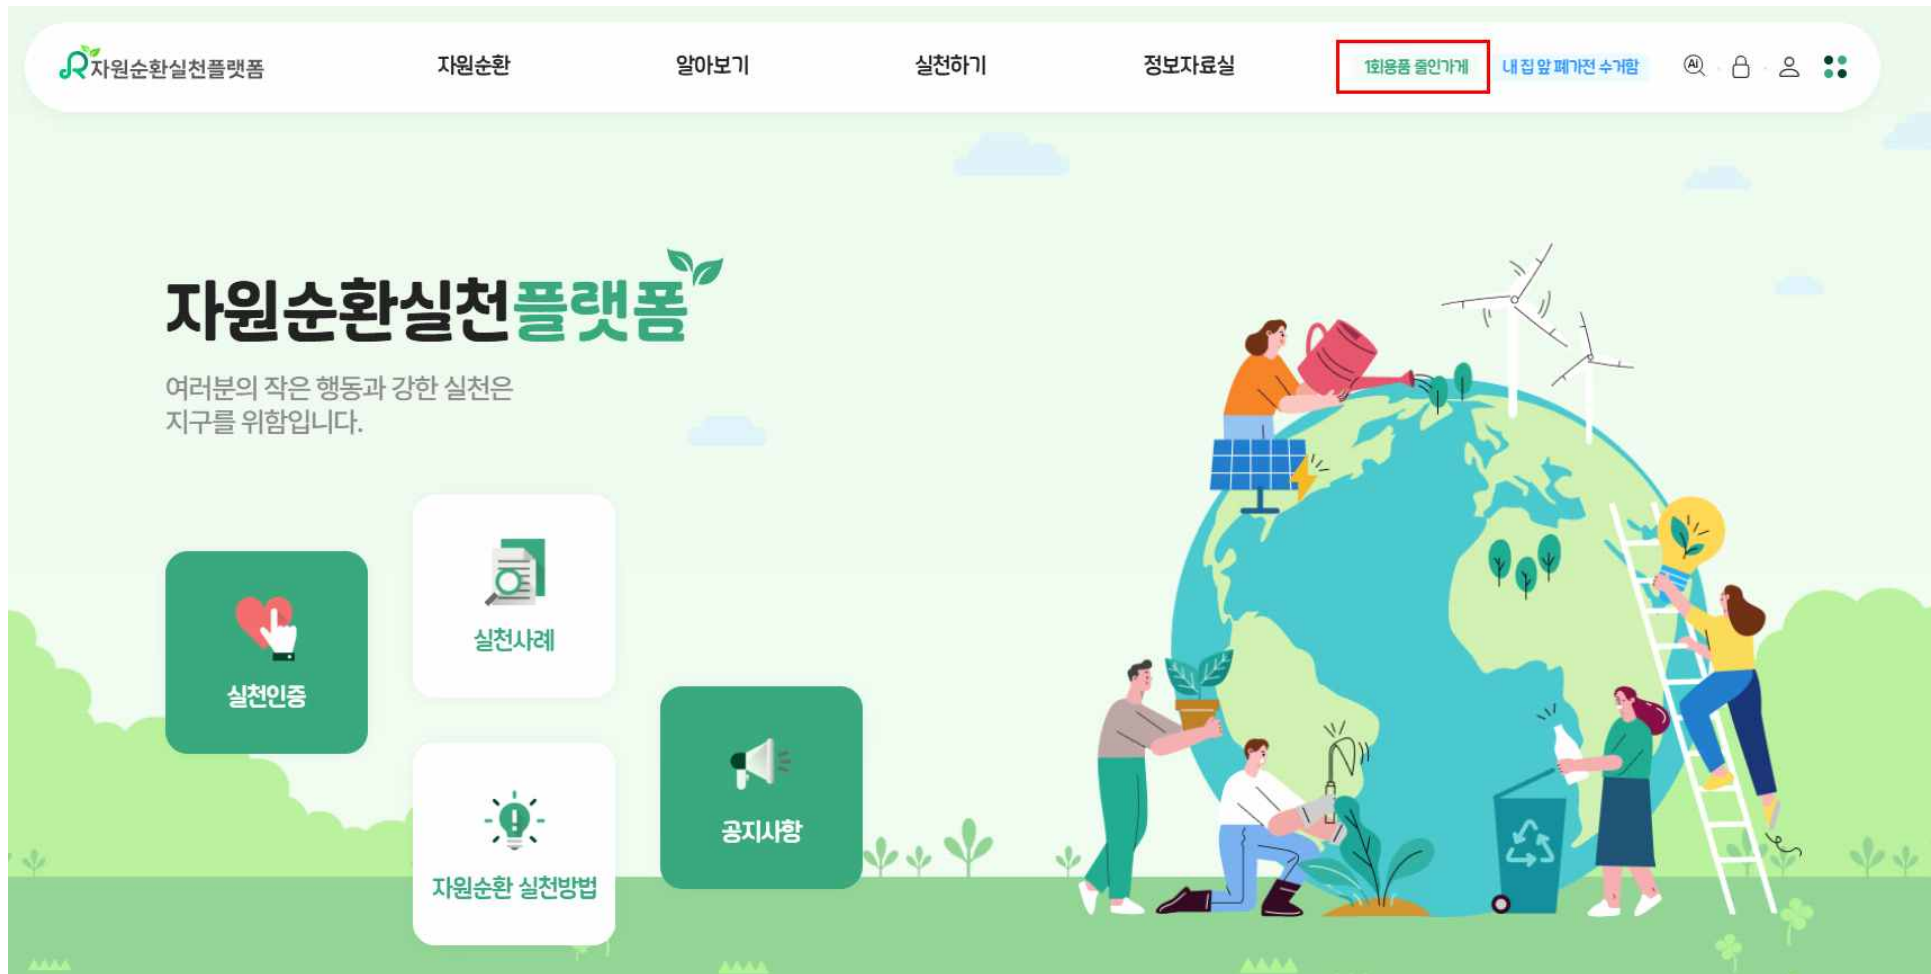 자원순환실천플랫폼
자원순환
알아보기
실천하기
정보자료실
1회용품 줄인가게
내 집 앞 폐가전 수거함
AI
자원순환실천플랫폼
여러분의 작은 행동과 강한 실천은
지구를 위함입니다.
실천인증
실천사례
자원순환 실천방법
공지사항